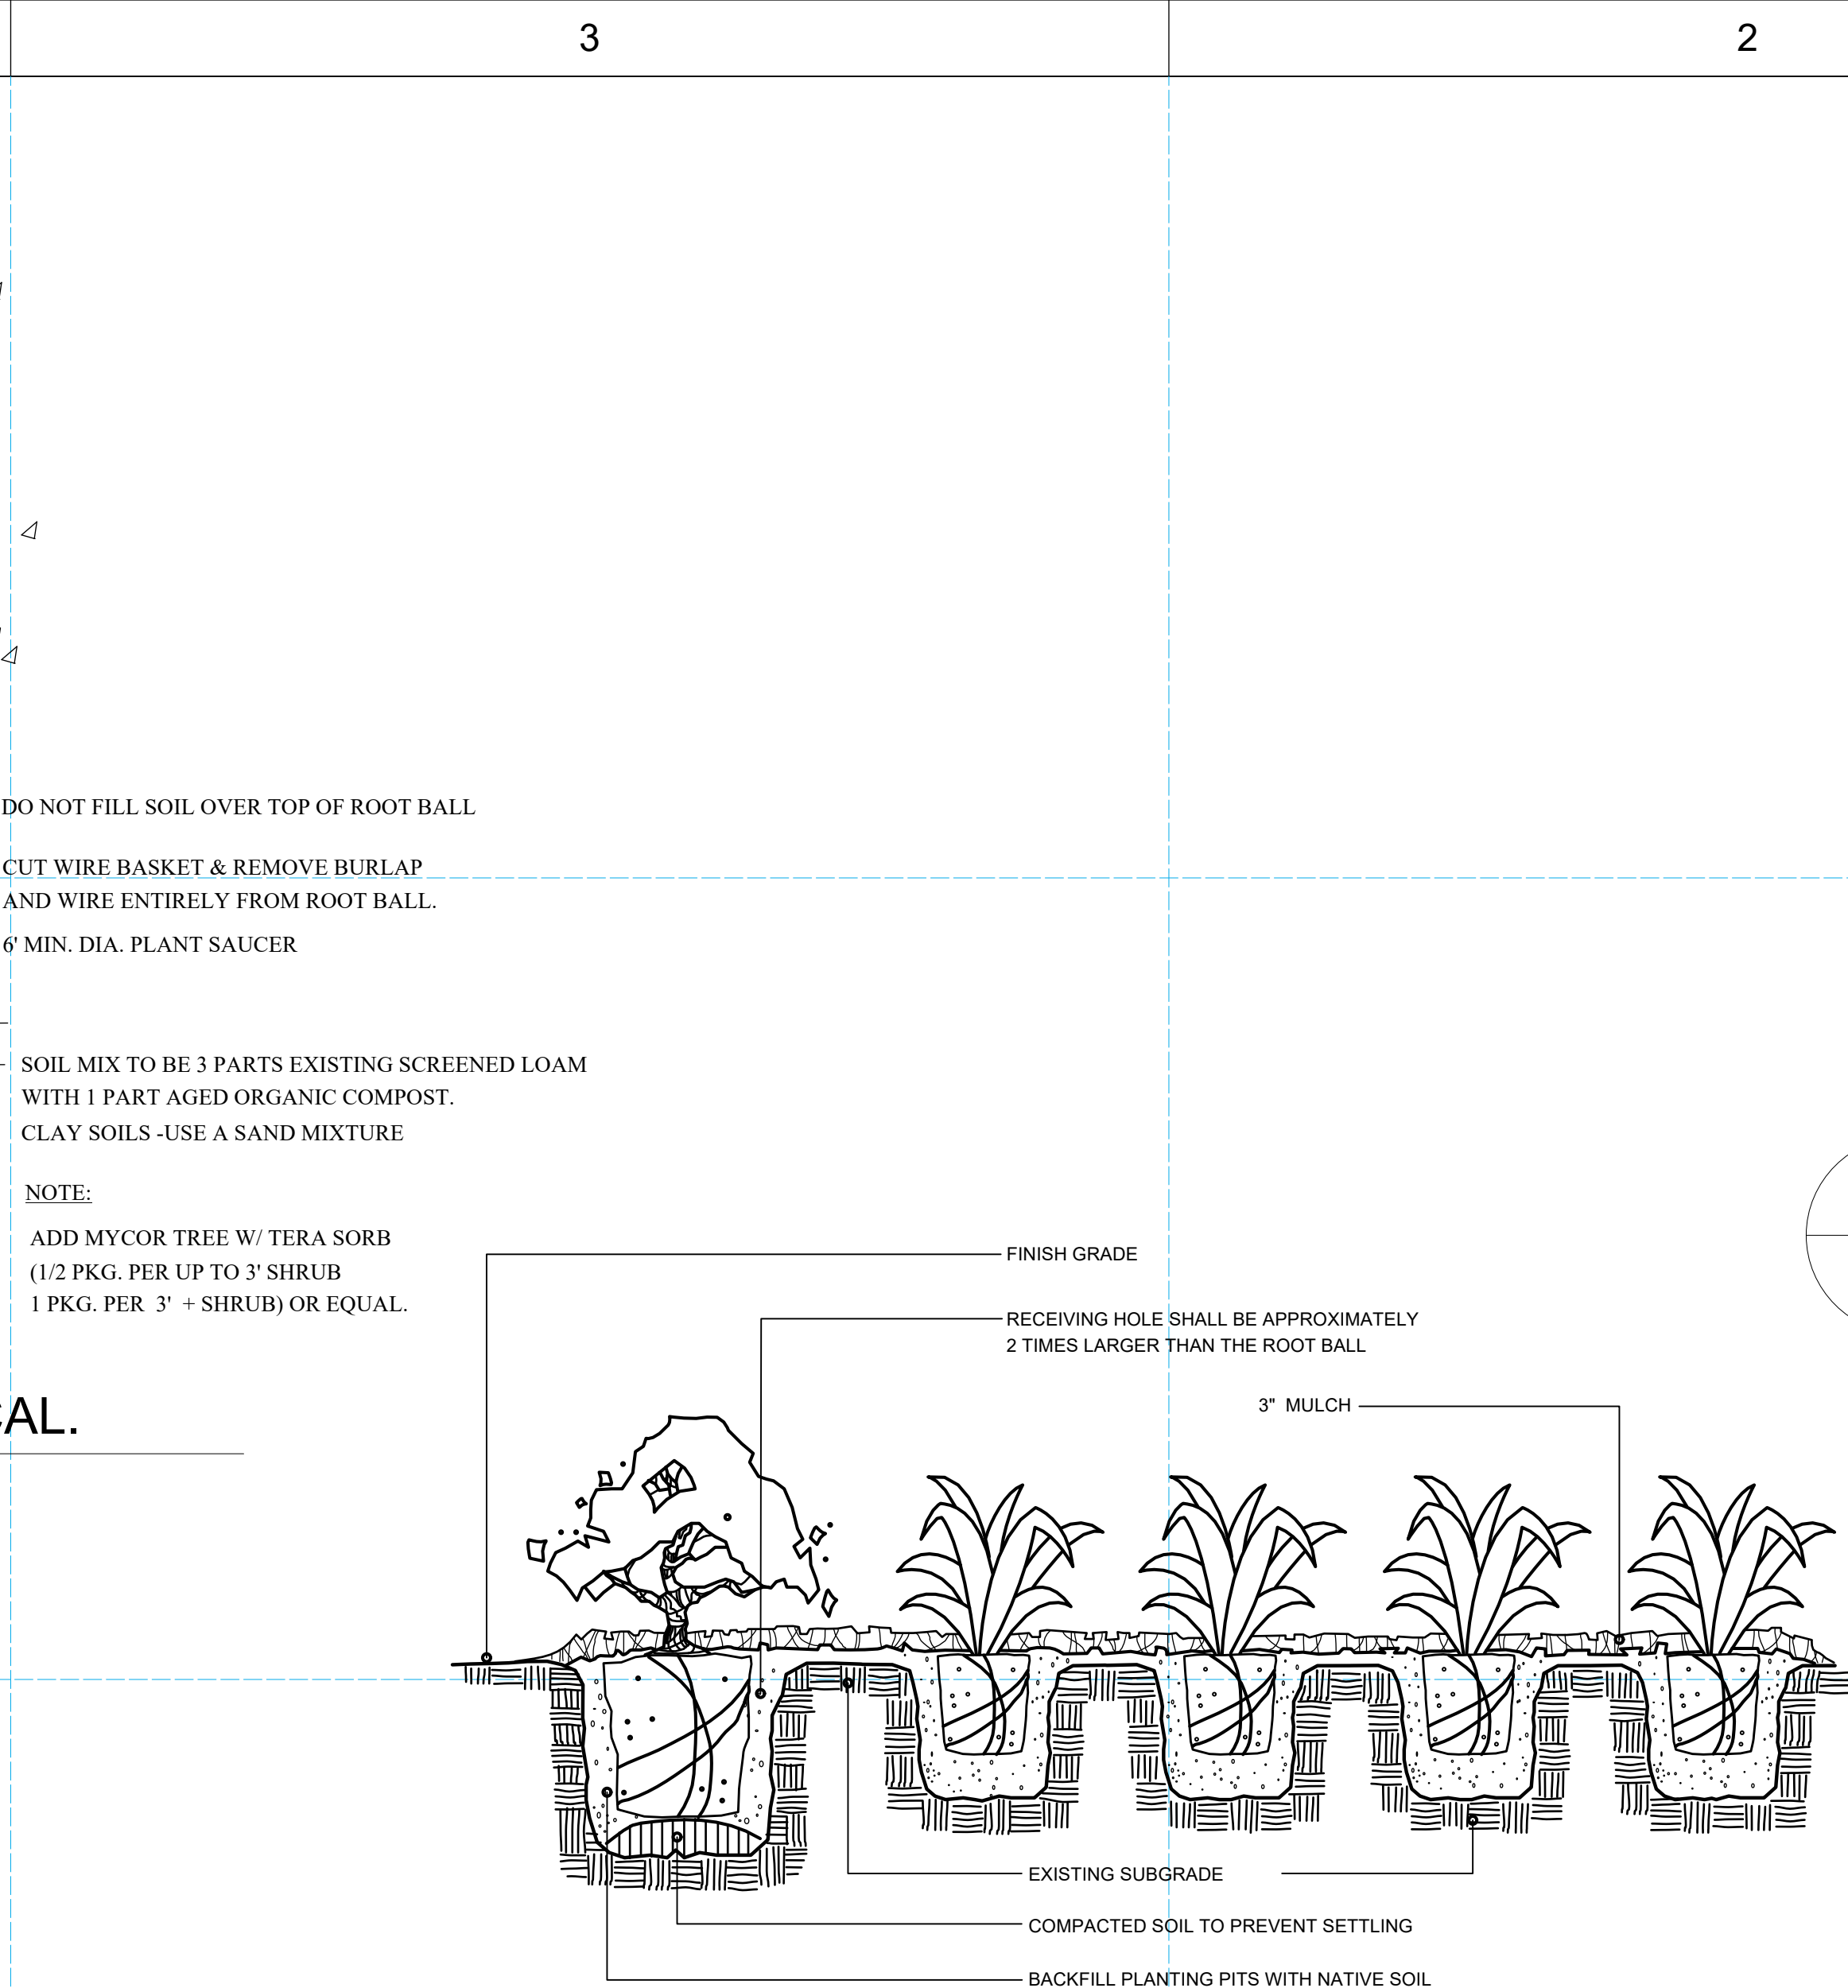 3
2
DO NOT FILL SOIL OVER TOP OF ROOT BALL
CUT WIRE BASKET & REMOVE BURLAP
AND WIRE ENTIRELY FROM ROOT BALL.
6' MIN. DIA. PLANT SAUCER
SOIL MIX TO BE 3 PARTS EXISTING SCREENED LOAM
WITH 1 PART AGED ORGANIC COMPOST.
CLAY SOILS -USE A SAND MIXTURE
NOTE:
ADD MYCOR TREE W/ TERA SORB
(1/2 PKG. PER UP TO 3' SHRUB
1 PKG. PER 3' + SHRUB) OR EQUAL.
CAL.
FINISH GRADE
RECEIVING HOLE SHALL BE APPROXIMATELY
2 TIMES LARGER THAN THE ROOT BALL
3" MULCH
EXISTING SUBGRADE
COMPACTED SOIL TO PREVENT SETTLING
BACKFILL PLANTING PITS WITH NATIVE SOIL